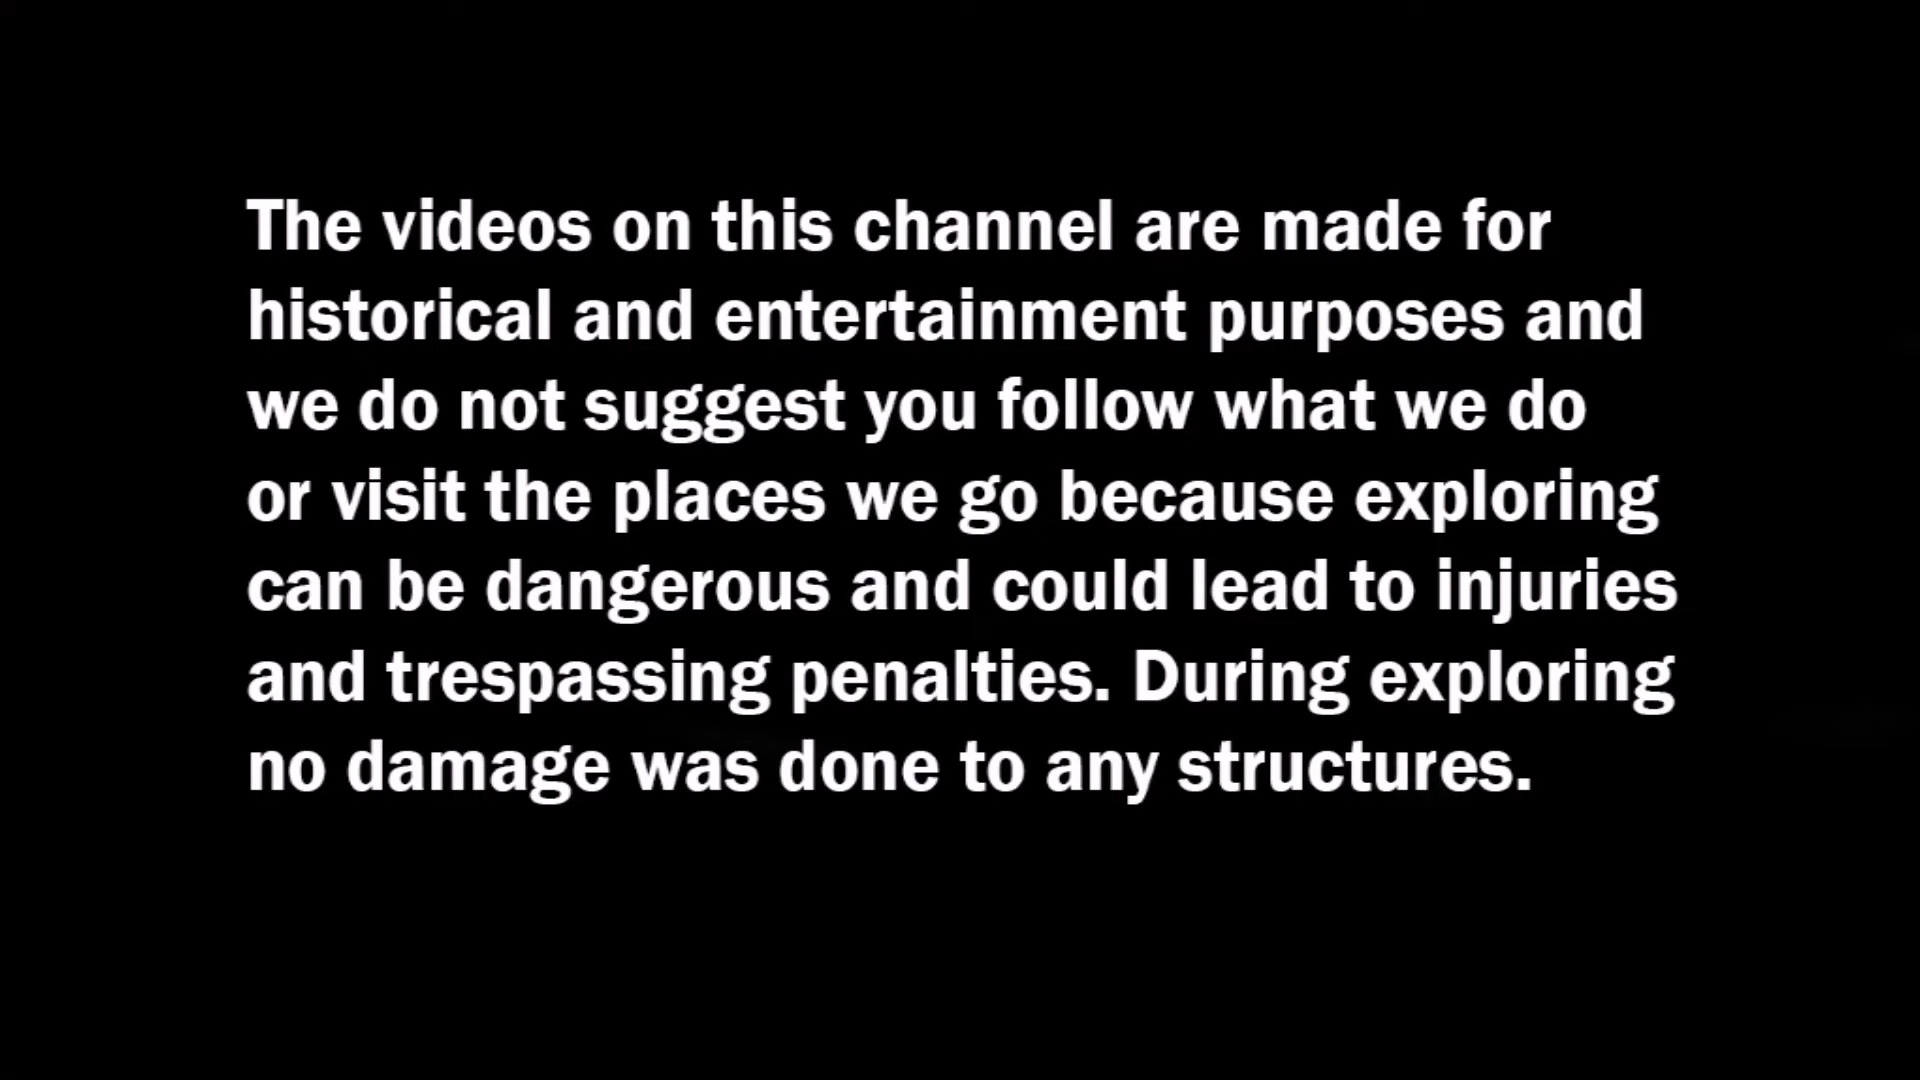 The videos on this channel are made for
historical and entertainment purposes and
we do not suggest you follow what we do
or visit the places we go because exploring
can be dangerous and could lead to injuries
and trespassing penalties. During exploring
no damage was done to any structures.